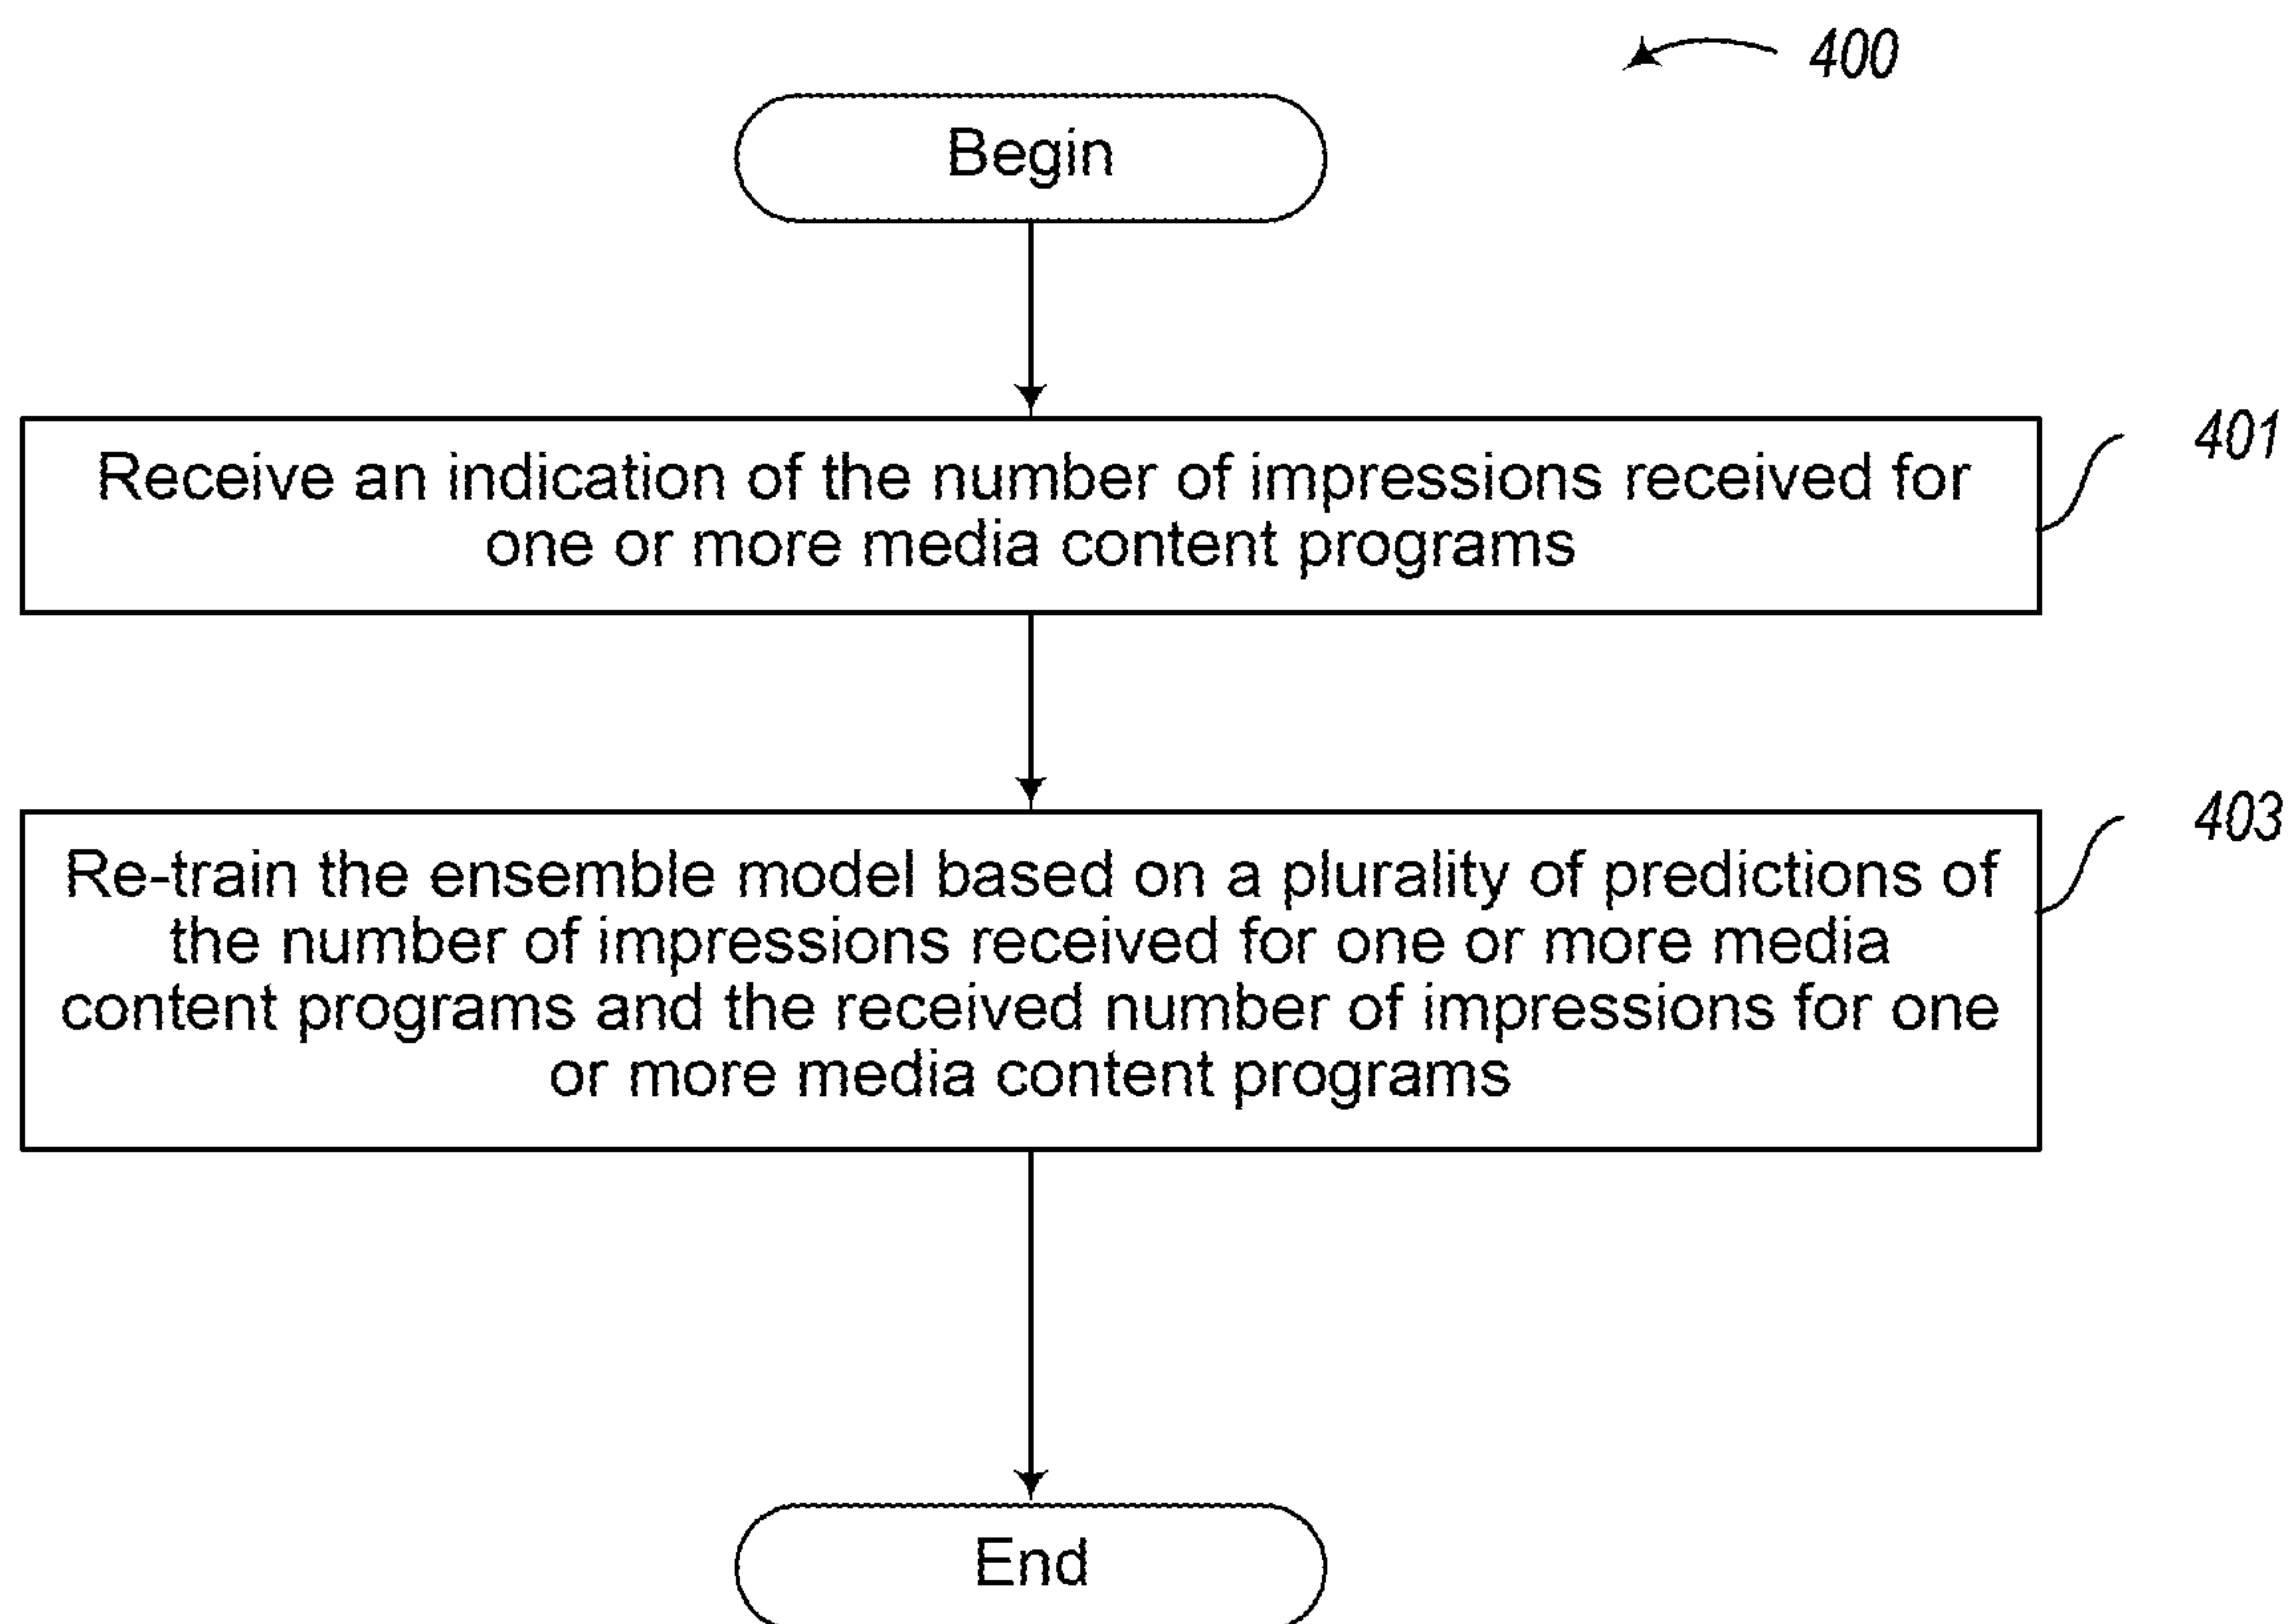 400
Begin
Receive an indication of the number of impressions received for
one or more media content programs
401
Re-train the ensemble model based on a plurality of predictions of
the number of impressions received for one or more media
content programs and the received number of impressions for one
or more media content programs
403
End